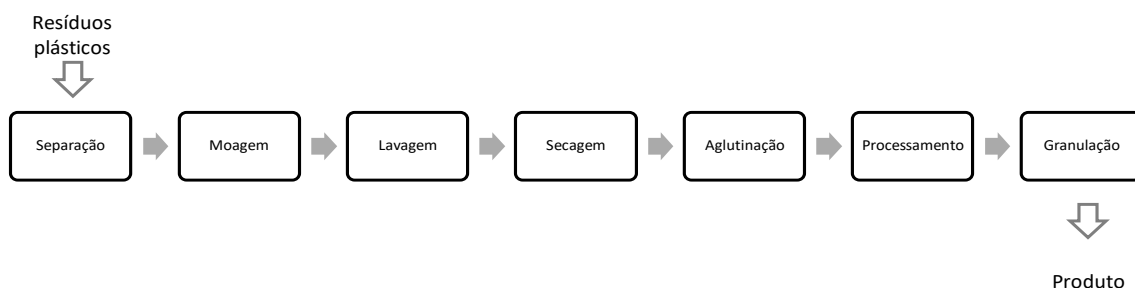 Resíduos
plásticos
Separação
Moagem
Lavagem
Secagem
Aglutinação
Processamento
Granulação
Produto